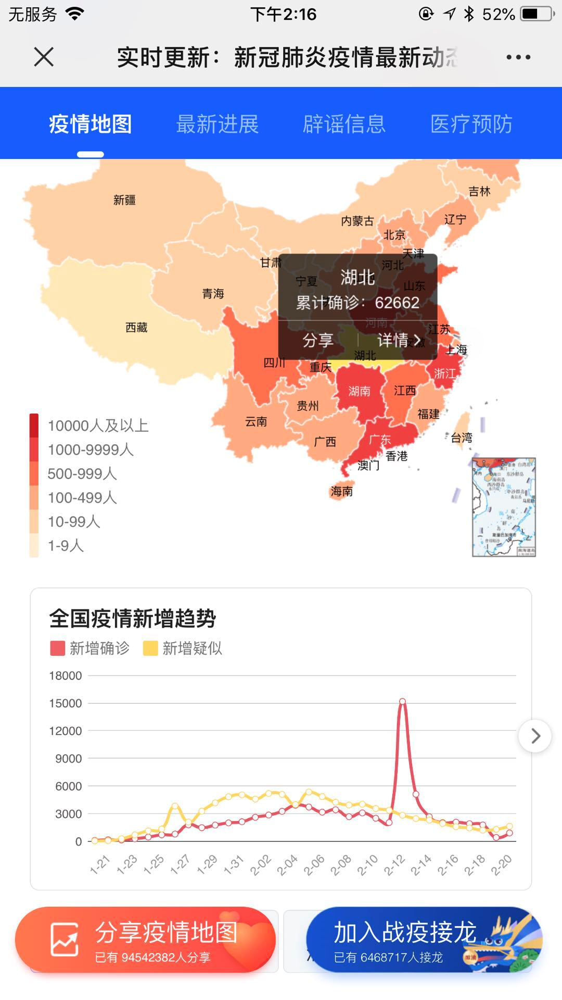 无服务
下午2:16
52%
实时更新：新冠肺炎疫情最新动态
疫情地图
最新进展
辟谣信息
医疗预防
新疆
吉林
内蒙古
辽宁
北京
天津
甘肃
河北
宁夏
湖北
山东
青海
累计确诊：62662
河南
西藏
江苏
分享
详情
安徽
上海
湖北
四川
重庆
浙江
湖南
江西
贵州
福建
云南
台湾
广西
广东
香港
澳门
海南
10000人及以上
1000-9999人
500-999人
100-499人
10-99人
1-9人
南海诸岛
全国疫情新增趋势
新增确诊
新增疑似
18000
15000
12000
9000
6000
3000
0
1-21
1-23
1-25
1-27
1-29
1-31
2-02
2-04
2-06
2-08
2-10
2-12
2-14
2-16
2-18
2-20
分享疫情地图
已有 94542382人分享
加入战疫接龙
已有 6468717人接龙
加油